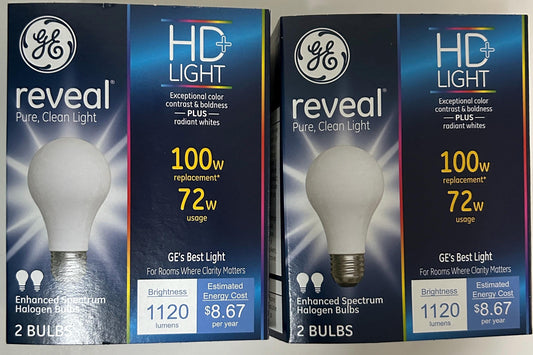 GE
reveal®
Pure, Clean Light
HD+
LIGHT
Exceptional color
contrast & boldness
PLUS
radiant whites
100w
replacement*
72w
usage
GE's Best Light
For Rooms Where Clarity Matters
Enhanced Spectrum
Halogen Bulbs
2 BULBS
Brightness
1120
lumens
Estimated
Energy Cost
$8.67
per year
GE
reveal®
Pure, Clean Light
HD+
LIGHT
Exceptional color
contrast & boldness
PLUS
radiant whites
100w
replacement*
72w
usage
GE's Best Light
For Rooms Where Clarity Matters
Enhanced Spectrum
Halogen Bulbs
2 BULBS
Brightness
1120
lumens
Estimated
Energy Cost
$8.67
per year